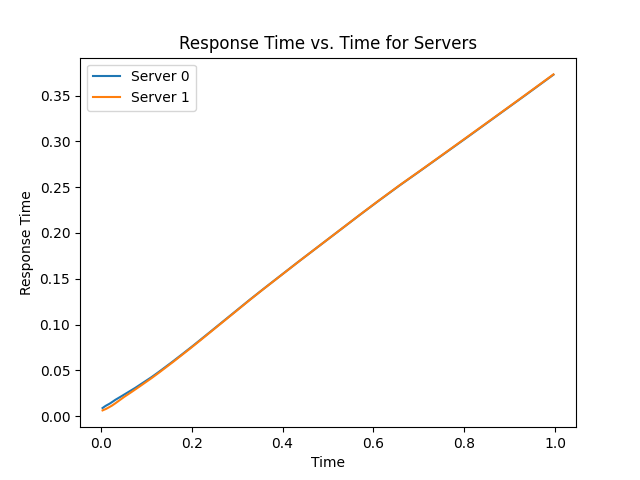 Response Time vs. Time for Servers
Server 0
Server 1
0.35
0.30
0.25
0.20
0.15
0.10
0.05
0.00
Response Time
0.0 0.2 0.4 0.6 0.8 1.0
Time